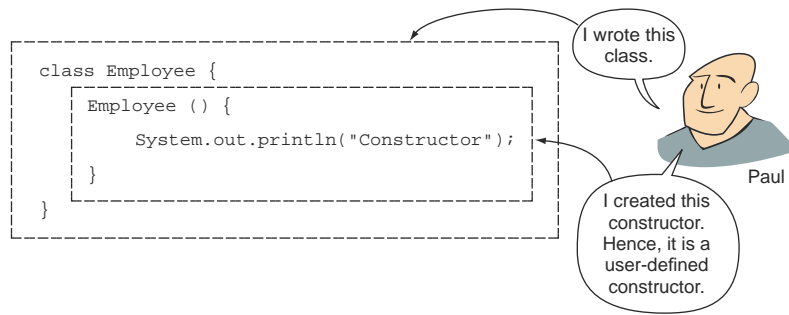 I wrote this
class.
class Employee {
Employee () {
System.out.println("Constructor");
}
}
Paul
I created this
constructor.
Hence, it is a
user-defined
constructor.